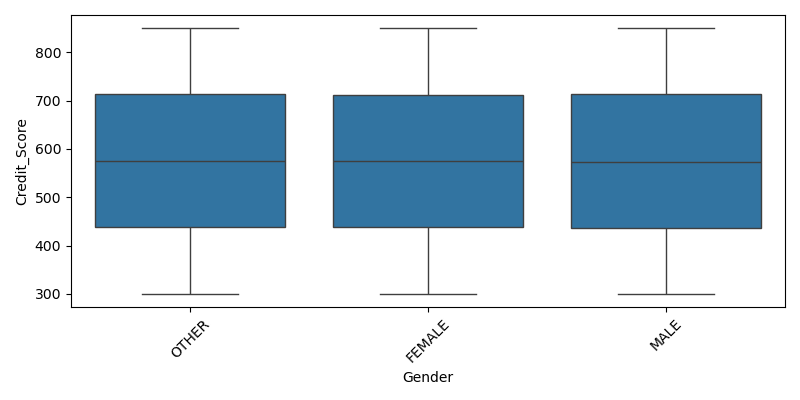 Credit_Score
800
700
600
500
400
300
OTHER
FEMALE
MALE
Gender